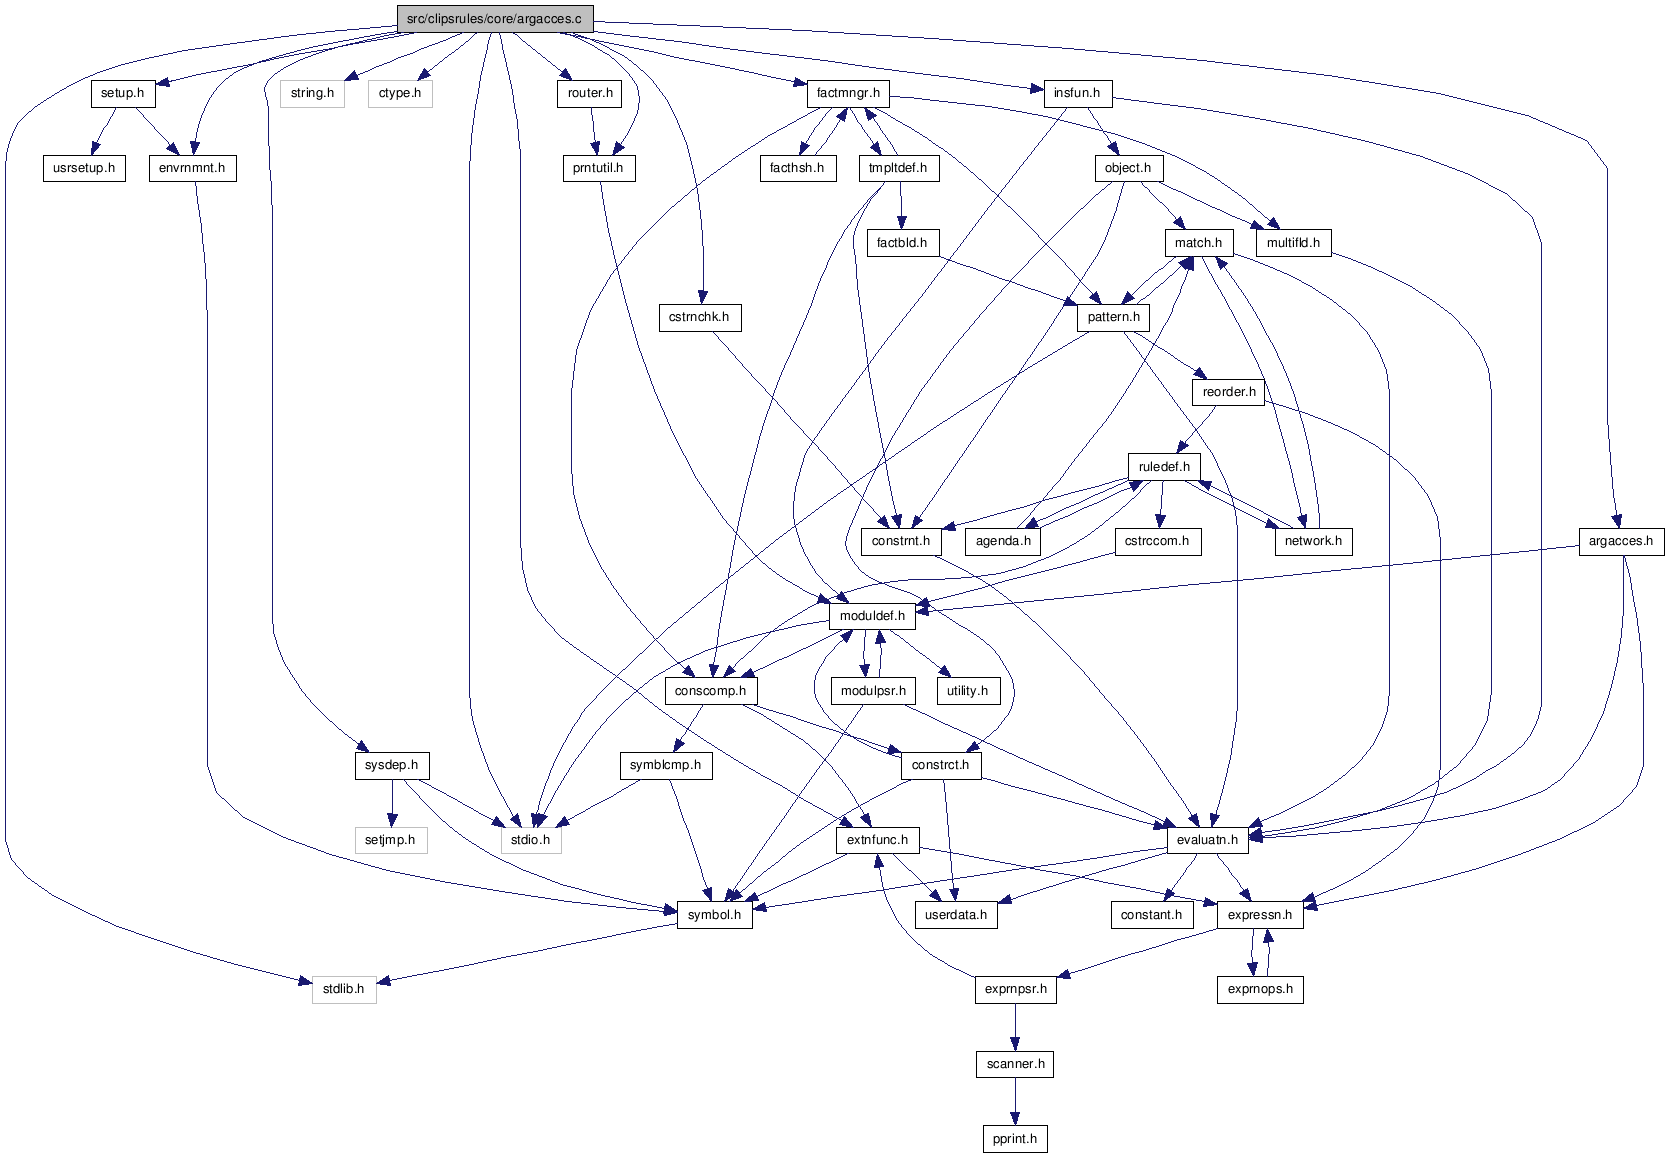 src/clipsrules/core/argacces.c
setup.h
string.h
ctype.h
router.h
factmngr.h
insfun.h
usrsetup.h
envrnmnt.h
prntutil.h
facthsh.h
tmpltdef.h
object.h
factbld.h
match.h
multifld.h
cstrnchk.h
pattern.h
reorder.h
ruledef.h
constrnt.h
agenda.h
cstrccom.h
network.h
argacces.h
moduldef.h
conscomp.h
modulpsr.h
utility.h
sysdep.h
symblcmp.h
constrct.h
setjmp.h
stdio.h
extnfunc.h
evaluatn.h
symbol.h
userdata.h
constant.h
expressn.h
stdlib.h
exprnpsr.h
exprnops.h
scanner.h
pprint.h